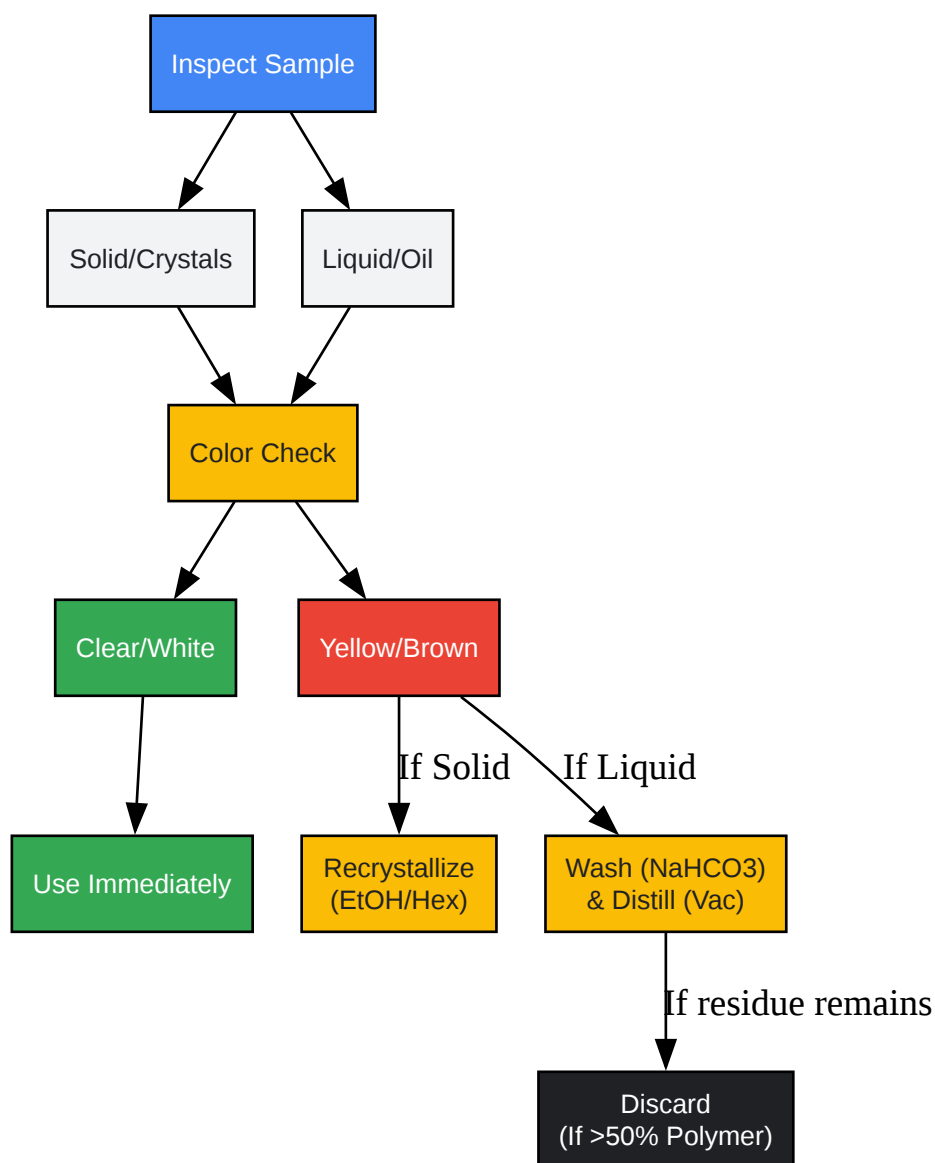 Inspect Sample
Solid/Crystals
Liquid/Oil
Color Check
Clear/White
Yellow/Brown
If Solid
If Liquid
Use Immediately
Recrystallize
(EtOH/Hex)
Wash (NaHCO3)
& Distill (Vac)
If residue remains
Discard
(If >50% Polymer)